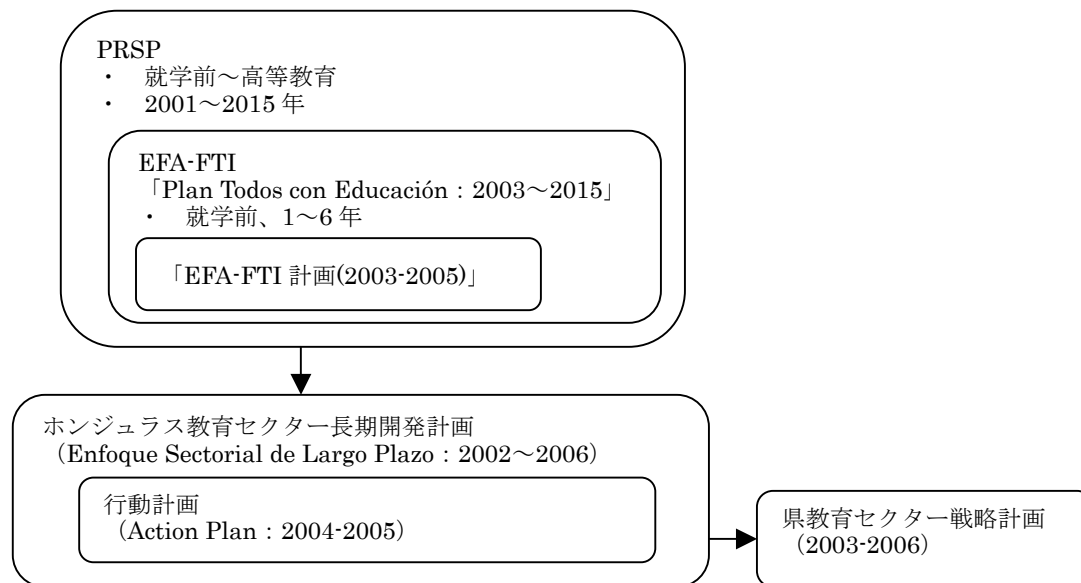 PRSP
・ 就学前～高等教育
・ 2001～2015 年
EFA-FTI
「Plan Todos con Educación：2003～2015」
・ 就学前、1～6 年
「EFA-FTI 計画(2003-2005)」
ホンジュラス教育セクター長期開発計画
（Enfoque Sectorial de Largo Plazo：2002～2006）
行動計画
（Action Plan：2004-2005）
県教育セクター戦略計画
（2003-2006）